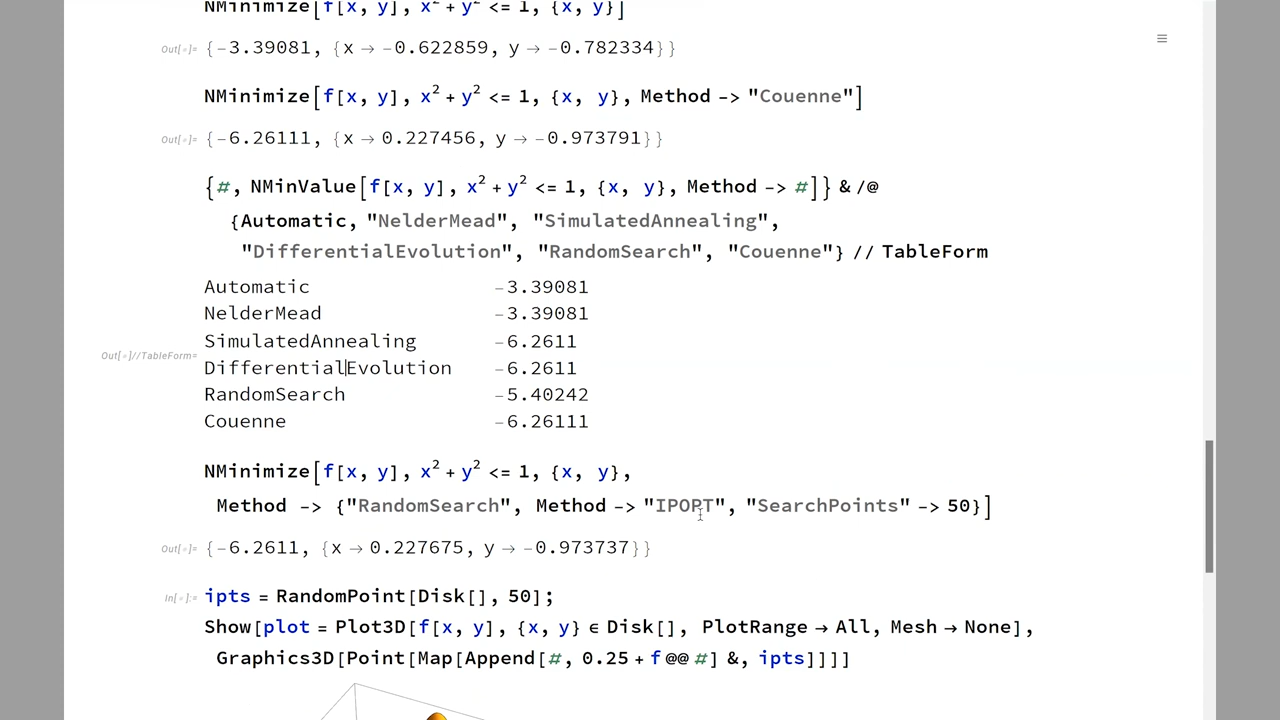 NMinimize[f[x, y], x² + y² <= 1, {x, y}]
Out[∘]= {-3.39081, {x → -0.622859, y → -0.782334}}
NMinimize[f[x, y], x² + y² <= 1, {x, y}, Method -> "Couenne"]
Out[∘]= {-6.26111, {x → 0.227456, y → -0.973791}}
{#, NMinValue[f[x, y], x² + y² <= 1, {x, y}, Method -> #]} & /@
{Automatic, "NelderMead", "SimulatedAnnealing",
"DifferentialEvolution", "RandomSearch", "Couenne"} // TableForm
Automatic -3.39081
NelderMead -3.39081
SimulatedAnnealing -6.2611
Out[∘]//TableForm=
DifferentialEvolution -6.2611
RandomSearch -5.40242
Couenne -6.26111
NMinimize[f[x, y], x² + y² <= 1, {x, y},
Method -> {"RandomSearch", Method -> "IPOPT", "SearchPoints" -> 50}]
Out[∘]= {-6.2611, {x → 0.227675, y → -0.973737}}
In[∘]:= ipts = RandomPoint[Disk[], 50];
Show[plot = Plot3D[f[x, y], {x, y} ∈ Disk[], PlotRange → All, Mesh → None],
Graphics3D[Point[Map[Append[#, 0.25 + f @@ #] &, ipts]]]]